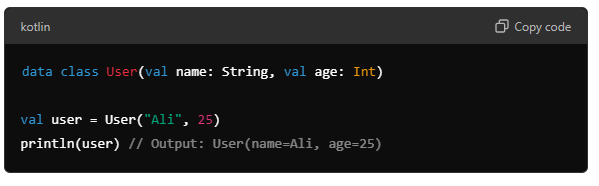 kotlin Copy code
data class User(val name: String, val age: Int)
val user = User("Ali", 25)
println(user) // Output: User(name=Ali, age=25)